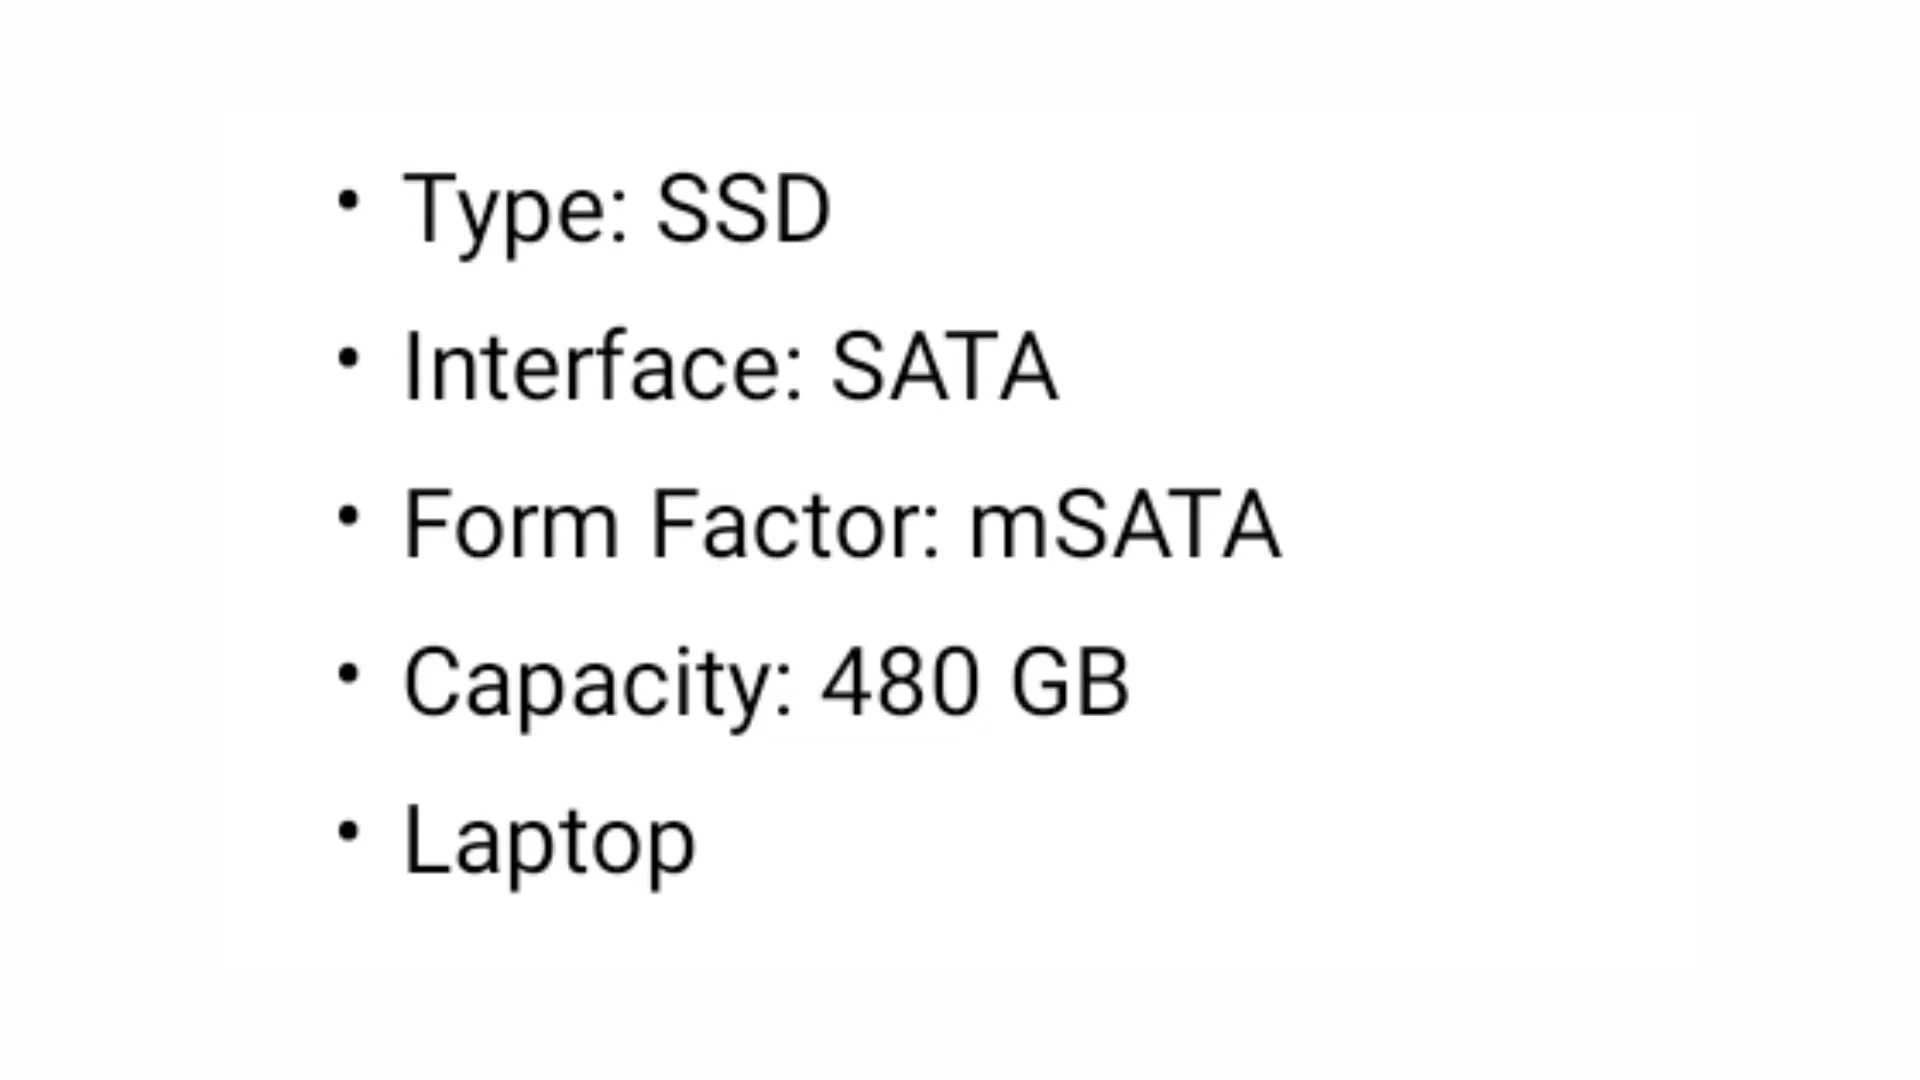 • Type: SSD
• Interface: SATA
• Form Factor: mSATA
• Capacity: 480 GB
• Laptop